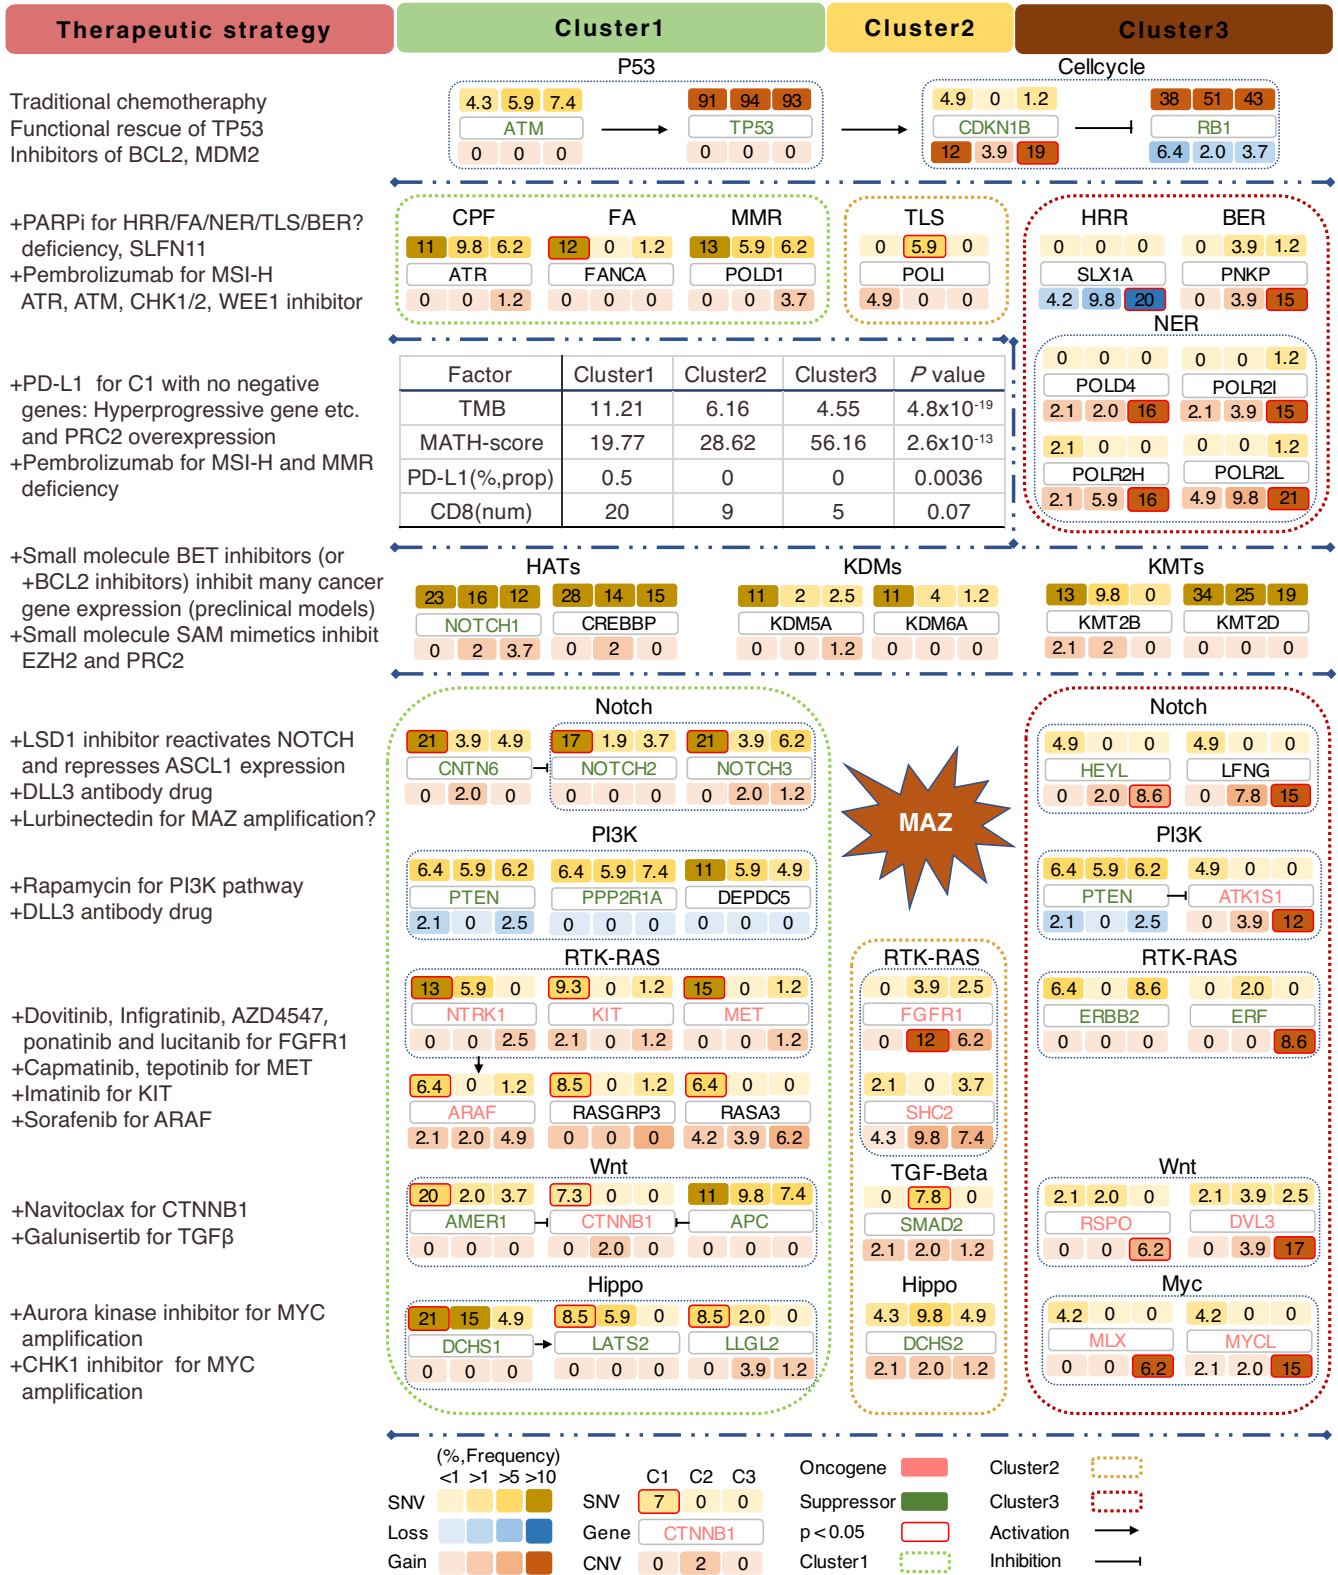 Therapeutic strategy
Cluster1
Cluster2
Cluster3
P53
Cellcycle
Traditional chemotheraphy
Functional rescue of TP53
Inhibitors of BCL2, MDM2
4.3 5.9 7.4
ATM
0 0 0
91 94 93
TP53
0 0 0
4.9 0 1.2
CDKN1B
12 3.9 19
38 51 43
RB1
6.4 2.0 3.7
+PARPi for HRR/FA/NER/TLS/BER?
deficiency, SLFN11
+Pembrolizumab for MSI-H
ATR, ATM, CHK1/2, WEE1 inhibitor
CPF
11 9.8 6.2
ATR
0 0 1.2
FA
12 0 1.2
FANCA
0 0 0
MMR
13 5.9 6.2
POLD1
0 0 3.7
TLS
0 5.9 0
POLI
4.9 0 0
HRR
0 0 0
SLX1A
4.2 9.8 20
BER
0 3.9 1.2
PNKP
0 3.9 15
NER
0 0 0
POLD4
2.1 2.0 16
0 0 1.2
POLR2I
2.1 3.9 15
2.1 0 0
POLR2H
2.1 5.9 16
0 0 1.2
POLR2L
4.9 9.8 21
+PD-L1 for C1 with no negative
genes: Hyperprogressive gene etc.
and PRC2 overexpression
+Pembrolizumab for MSI-H and MMR
deficiency
Factor Cluster1 Cluster2 Cluster3 P value
TMB 11.21 6.16 4.55 4.8x10-19
MATH-score 19.77 28.62 56.16 2.6x10-13
PD-L1(%,prop) 0.5 0 0 0.0036
CD8(num) 20 9 5 0.07
+Small molecule BET inhibitors (or
+BCL2 inhibitors) inhibit many cancer
gene expression (preclinical models)
+Small molecule SAM mimetics inhibit
EZH2 and PRC2
HATs
23 16 12
NOTCH1
0 2 3.7
28 14 15
CREBBP
0 2 0
KDMs
11 2 2.5
KDM5A
0 0 1.2
11 4 1.2
KDM6A
0 0 0
KMTs
13 9.8 0
KMT2B
2.1 2 0
34 25 19
KMT2D
0 0 0
+LSD1 inhibitor reactivates NOTCH
and represses ASCL1 expression
+DLL3 antibody drug
+Lurbinectedin for MAZ amplification?
Notch
21 3.9 4.9
CNTN6
0 2.0 0
17 1.9 3.7
NOTCH2
0 0 0
21 3.9 6.2
NOTCH3
0 2.0 1.2
MAZ
Notch
4.9 0 0
HEYL
0 2.0 8.6
4.9 0 0
LFNG
0 7.8 15
+Rapamycin for PI3K pathway
+DLL3 antibody drug
PI3K
6.4 5.9 6.2
PTEN
2.1 0 2.5
6.4 5.9 7.4
PPP2R1A
0 0 0
11 5.9 4.9
DEPDC5
0 0 0
PI3K
6.4 5.9 6.2
PTEN
2.1 0 2.5
4.9 0 0
ATK1S1
0 3.9 12
+Dovitinib, Infigratinib, AZD4547,
ponatinib and lucitanib for FGFR1
+Capmatinib, tepotinib for MET
+Imatinib for KIT
+Sorafenib for ARAF
RTK-RAS
13 5.9 0
NTRK1
0 0 2.5
9.3 0 1.2
KIT
2.1 0 1.2
15 0 1.2
MET
0 0 1.2
6.4 0 1.2
ARAF
2.1 2.0 4.9
8.5 0 1.2
RASGRP3
0 0 0
6.4 0 0
RASA3
4.2 3.9 6.2
RTK-RAS
0 3.9 2.5
FGFR1
0 12 6.2
2.1 0 3.7
SHC2
4.3 9.8 7.4
RTK-RAS
6.4 0 8.6
ERBB2
0 0 0
0 2.0 0
ERF
0 0 8.6
+Navitoclax for CTNNB1
+Galunisertib for TGFβ
Wnt
20 2.0 3.7
AMER1
0 0 0
7.3 0 0
CTNNB1
0 2.0 0
11 9.8 7.4
APC
0 0 0
TGF-Beta
0 7.8 0
SMAD2
2.1 2.0 1.2
Wnt
2.1 2.0 0
RSPO
0 0 6.2
2.1 3.9 2.5
DVL3
0 3.9 17
+Aurora kinase inhibitor for MYC
amplification
+CHK1 inhibitor for MYC
amplification
Hippo
21 15 4.9
DCHS1
0 0 0
8.5 5.9 0
LATS2
0 0 0
8.5 2.0 0
LLGL2
0 3.9 1.2
Hippo
4.3 9.8 4.9
DCHS2
2.1 2.0 1.2
Myc
4.2 0 0
MLX
0 0 6.2
4.2 0 0
MYCL
2.1 2.0 15
(%,Frequency)
<1 >1 >5 >10
SNV
Loss
Gain
C1 C2 C3
SNV 7 0 0
Gene CTNNB1
CNV 0 2 0
Oncogene
Suppressor
p<0.05
Cluster1
Cluster2
Cluster3
Activation
Inhibition